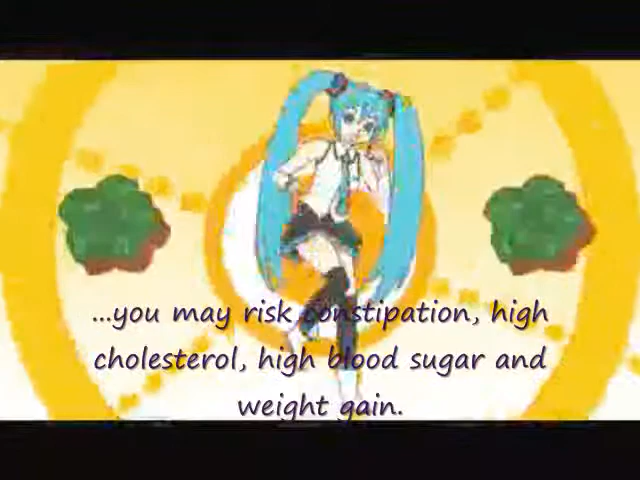 ...you may risk constipation, high
cholesterol, high blood sugar and
weight gain.